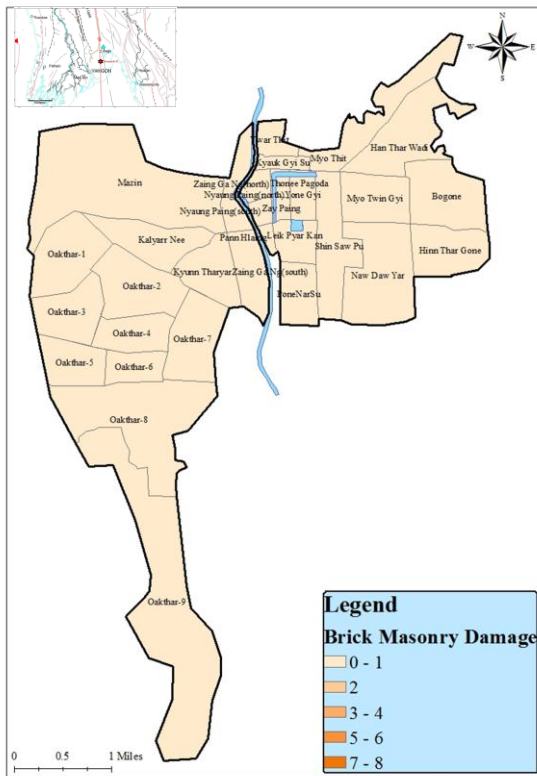 YANGON
N
W
E
S
Twar Thit
Han Thar Wadi
Kyauk Gyi Su
Myo Thit
Mazin
Zaing Ga Ng(north)
Thonee Pagoda
Nyaung Paing(north)
Yone Gyi
Myo Twin Gyi
Bogone
Nyaung Paing(south)
Zay Paing
Kalyarr Nee
Pann Hlaing
Leik Pyar Kan
Shin Saw Pu
Hinn Thar Gone
Oakthar-1
Kyunn Tharyar
Zaing Ga Ng(south)
Naw Daw Yar
Oakthar-2
PoneNarSu
Oakthar-3
Oakthar-4
Oakthar-7
Oakthar-5
Oakthar-6
Oakthar-8
Oakthar-9
Legend
Brick Masonry Damage
0 - 1
2
3 - 4
5 - 6
7 - 8
0 0.5 1 Miles